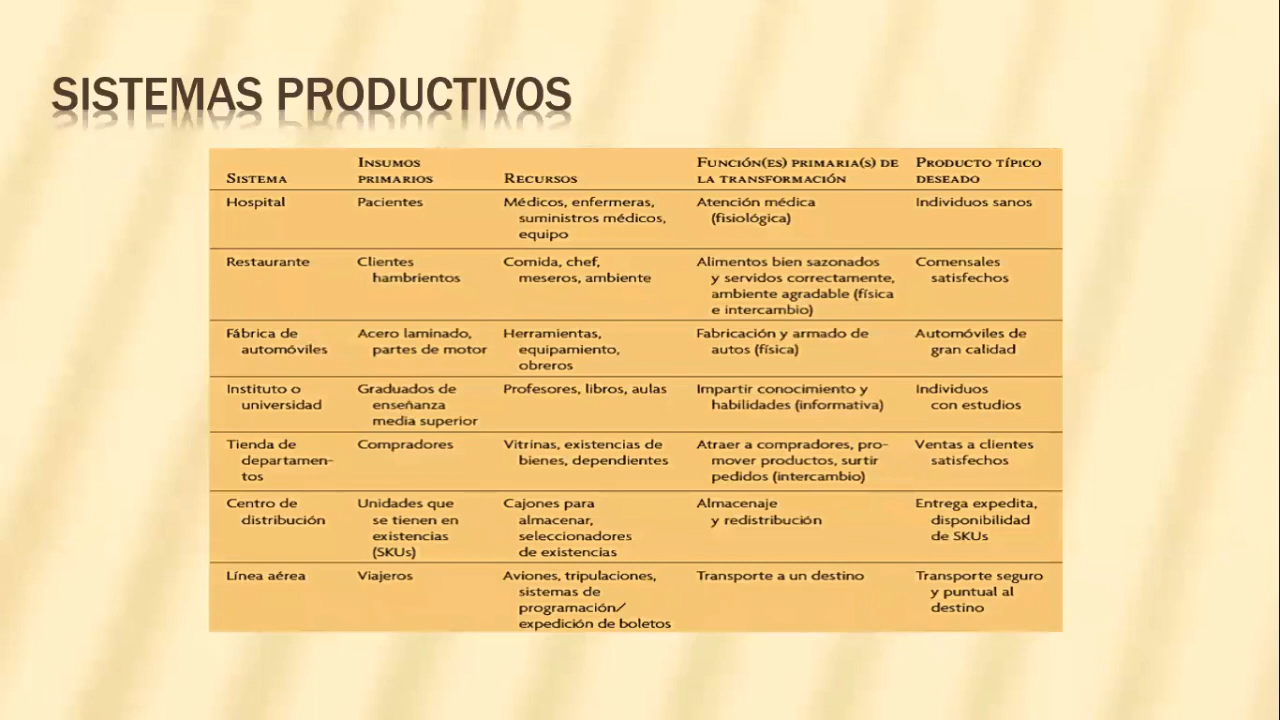 SISTEMAS PRODUCTIVOS
SISTEMA
INSUMOS
PRIMARIOS
RECURSOS
FUNCIÓN(ES) PRIMARIA(S) DE
LA TRANSFORMACIÓN
PRODUCTO TÍPICO
DESEADO
Hospital
Pacientes
Médicos, enfermeras,
suministros médicos,
equipo
Atención médica
(fisiológica)
Individuos sanos
Restaurante
Clientes
hambrientos
Comida, chef,
meseros, ambiente
Alimentos bien sazonados
y servidos correctamente,
ambiente agradable (física
e intercambio)
Comensales
satisfechos
Fábrica de
automóviles
Acero laminado,
partes de motor
Herramientas,
equipamiento,
obreros
Fabricación y armado de
autos (física)
Automóviles de
gran calidad
Instituto o
universidad
Graduados de
enseñanza
media superior
Profesores, libros, aulas
Impartir conocimiento y
habilidades (informativa)
Individuos
con estudios
Tienda de
departamen-
tos
Compradores
Vitrinas, existencias de
bienes, dependientes
Atraer a compradores, pro-
mover productos, surtir
pedidos (intercambio)
Ventas a clientes
satisfechos
Centro de
distribución
Unidades que
se tienen en
existencias
(SKUs)
Cajones para
almacenar,
seleccionadores
de existencias
Almacenaje
y redistribución
Entrega expedita,
disponibilidad
de SKUs
Línea aérea
Viajeros
Aviones, tripulaciones,
sistemas de
programación/
expedición de boletos
Transporte a un destino
Transporte seguro
y puntual al
destino